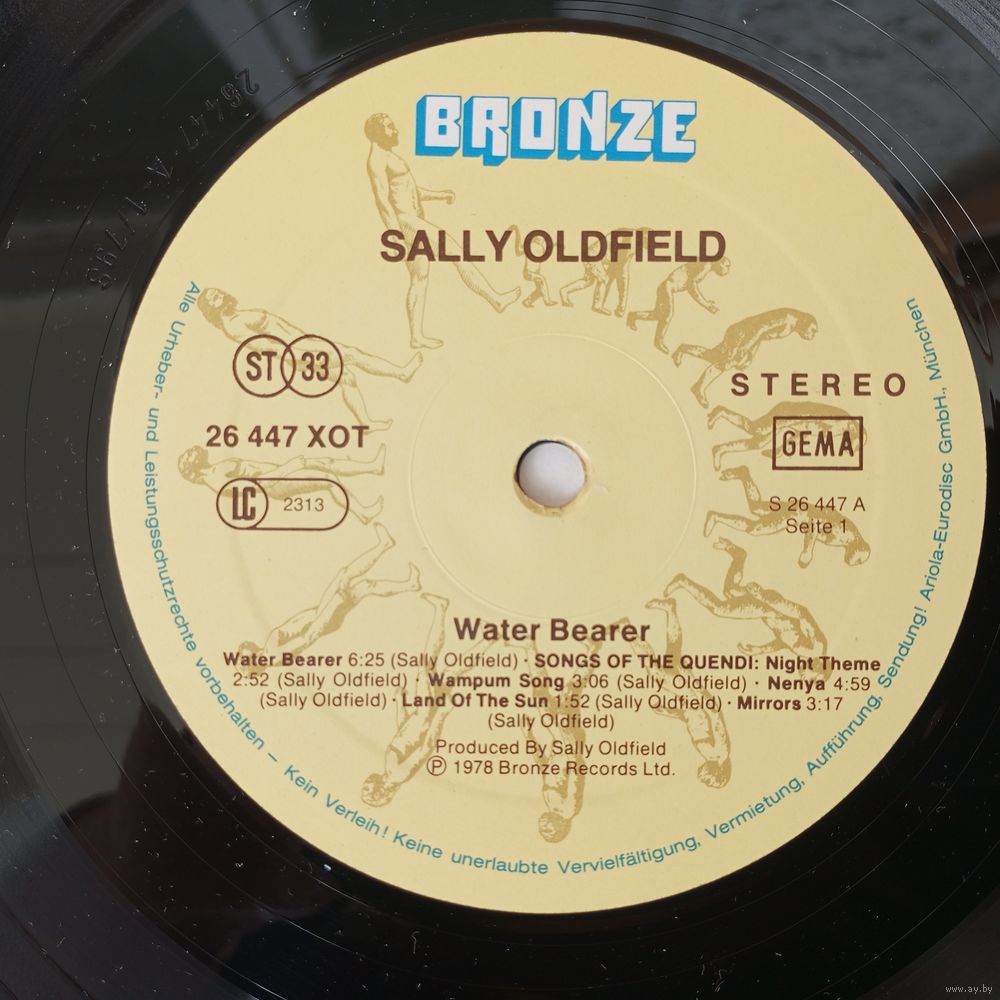 BRONZE
SALLY OLDFIELD
ST 33
STEREO
26 447 XOT
GEMA
LC 2313
S 26 447 A
Seite 1
Water Bearer
Water Bearer 6:25 (Sally Oldfield) · SONGS OF THE QUENDI: Night Theme
2:52 (Sally Oldfield) · Wampum Song 3:06 (Sally Oldfield) · Nenya 4:59
(Sally Oldfield) · Land Of The Sun 1:52 (Sally Oldfield) · Mirrors 3:17
(Sally Oldfield)
Produced By Sally Oldfield
℗ 1978 Bronze Records Ltd.
Alle Urheber- und Leistungsschutzrechte vorbehalten – Kein Verleih! Keine unerlaubte Vervielfältigung, Vermietung, Aufführung, Sendung! Ariola-Eurodisc GmbH., München
www.ay.by